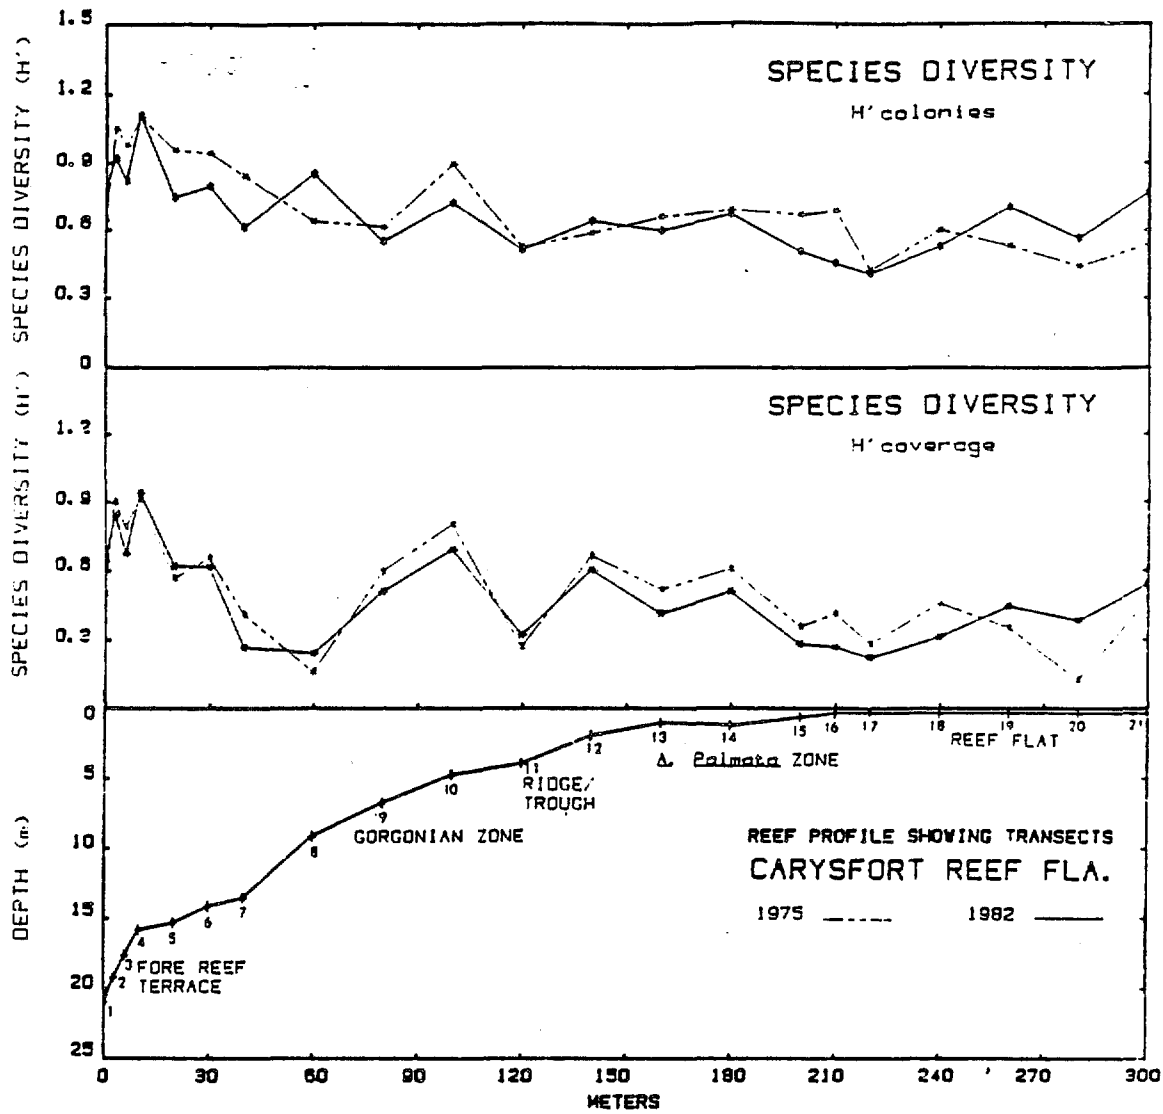 SPECIES DIVERSITY (H')
1.5
1.2
0.9
0.6
0.3
0
SPECIES DIVERSITY
H' colonies
SPECIES DIVERSITY (H')
1.2
0.9
0.6
0.3
0
SPECIES DIVERSITY
H' coverage
DEPTH (m)
5
10
15
20
25
1
2
3
4
5
6
7
8
9
10
11
12
13
14
15
16
17
18
19
20
21
FORE REEF
TERRACE
GORGONIAN ZONE
RIDGE/
TROUGH
A. Palmata ZONE
REEF FLAT
REEF PROFILE SHOWING TRANSECTS
CARYSFORT REEF FLA.
1975 1982
0 30 60 90 120 150 180 210 240 270 300
METERS